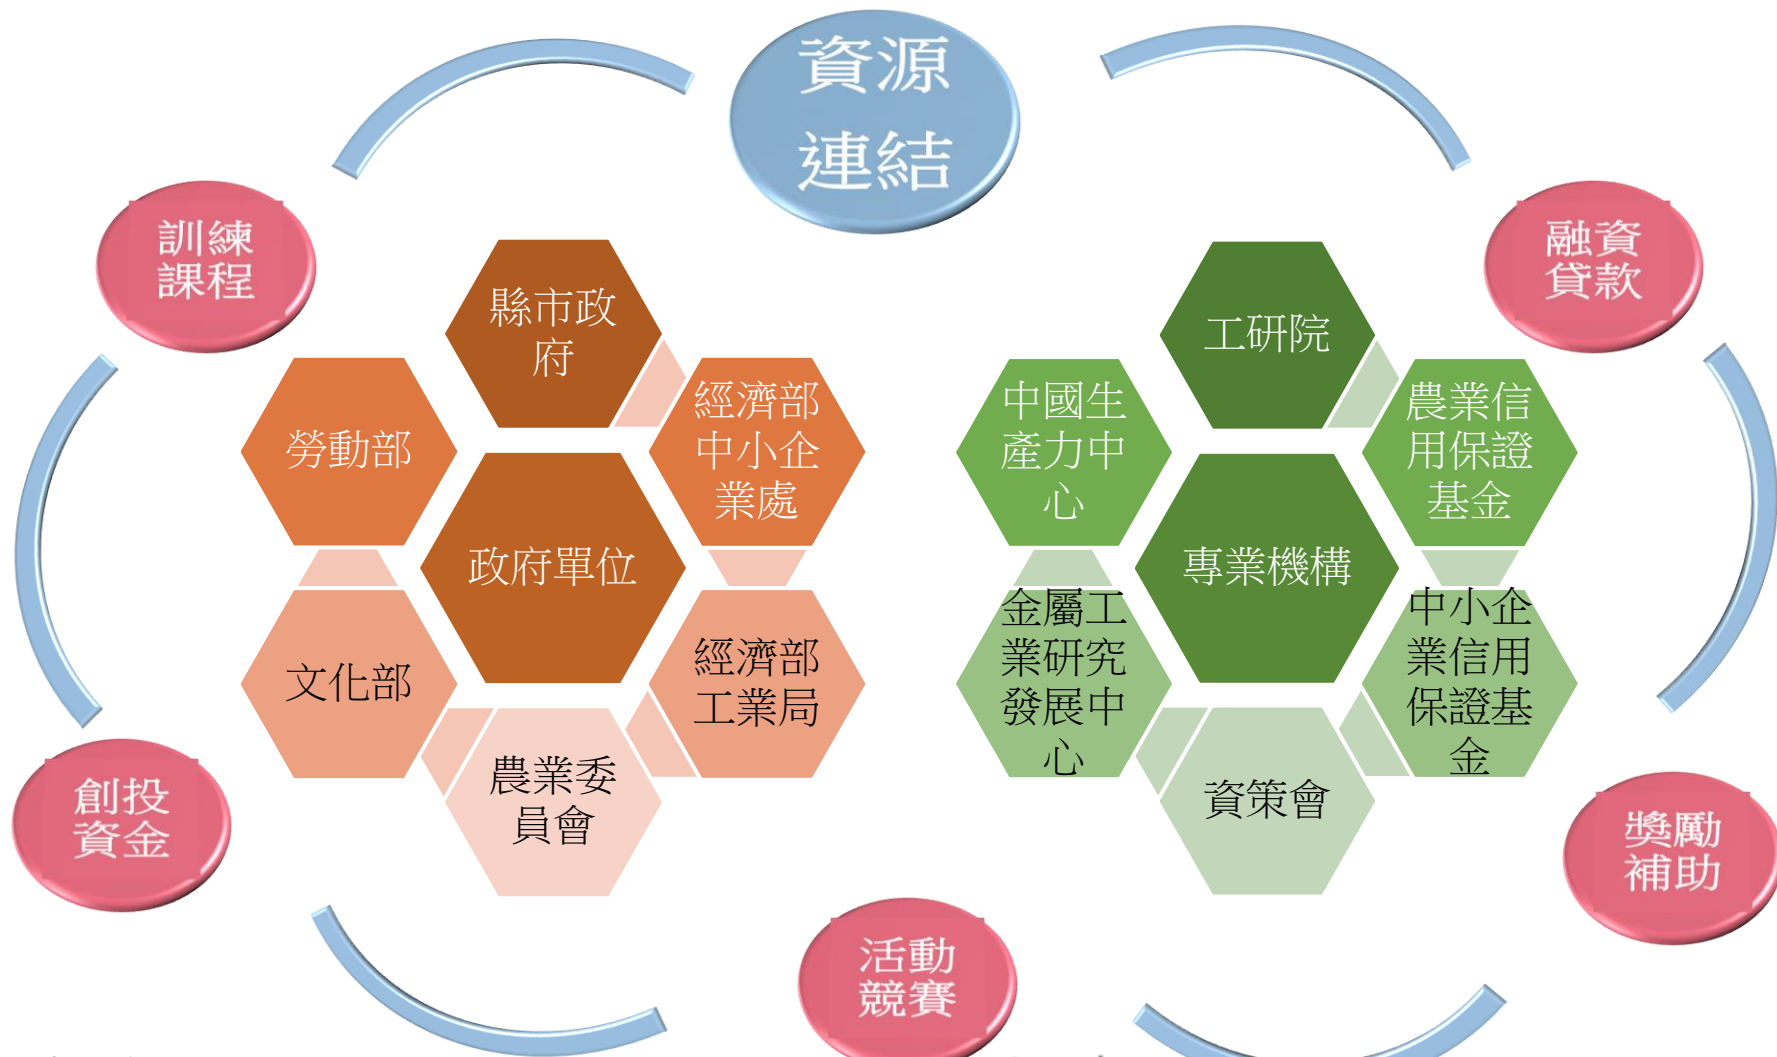 資源
連結
訓練
課程
融資
貸款
縣市政
府
勞動部
經濟部
中小企
業處
政府單位
文化部
經濟部
工業局
農業委
員會
工研院
中國生
產力中
心
農業信
用保證
基金
專業機構
金屬工
業研究
發展中
心
中小企
業信用
保證基
金
資策會
創投
資金
獎勵
補助
活動
競賽